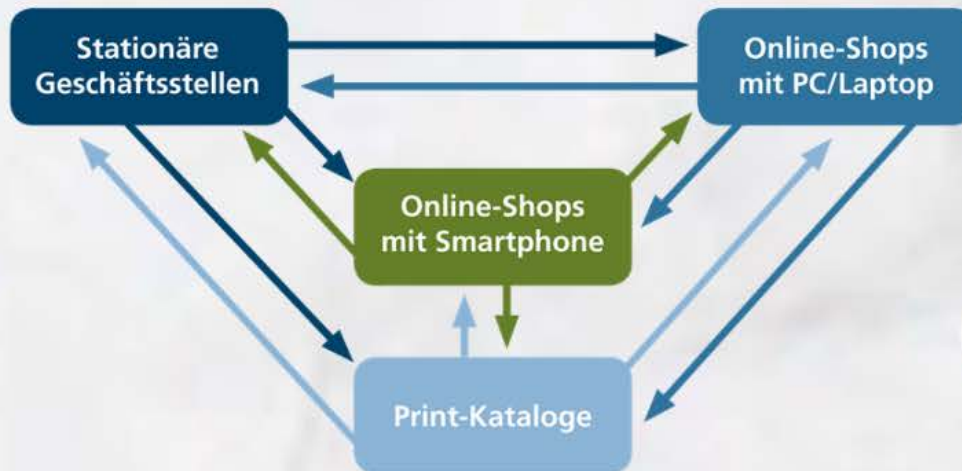 Stationäre
Geschäftsstellen
Online-Shops
mit PC/Laptop
Online-Shops
mit Smartphone
Print-Kataloge